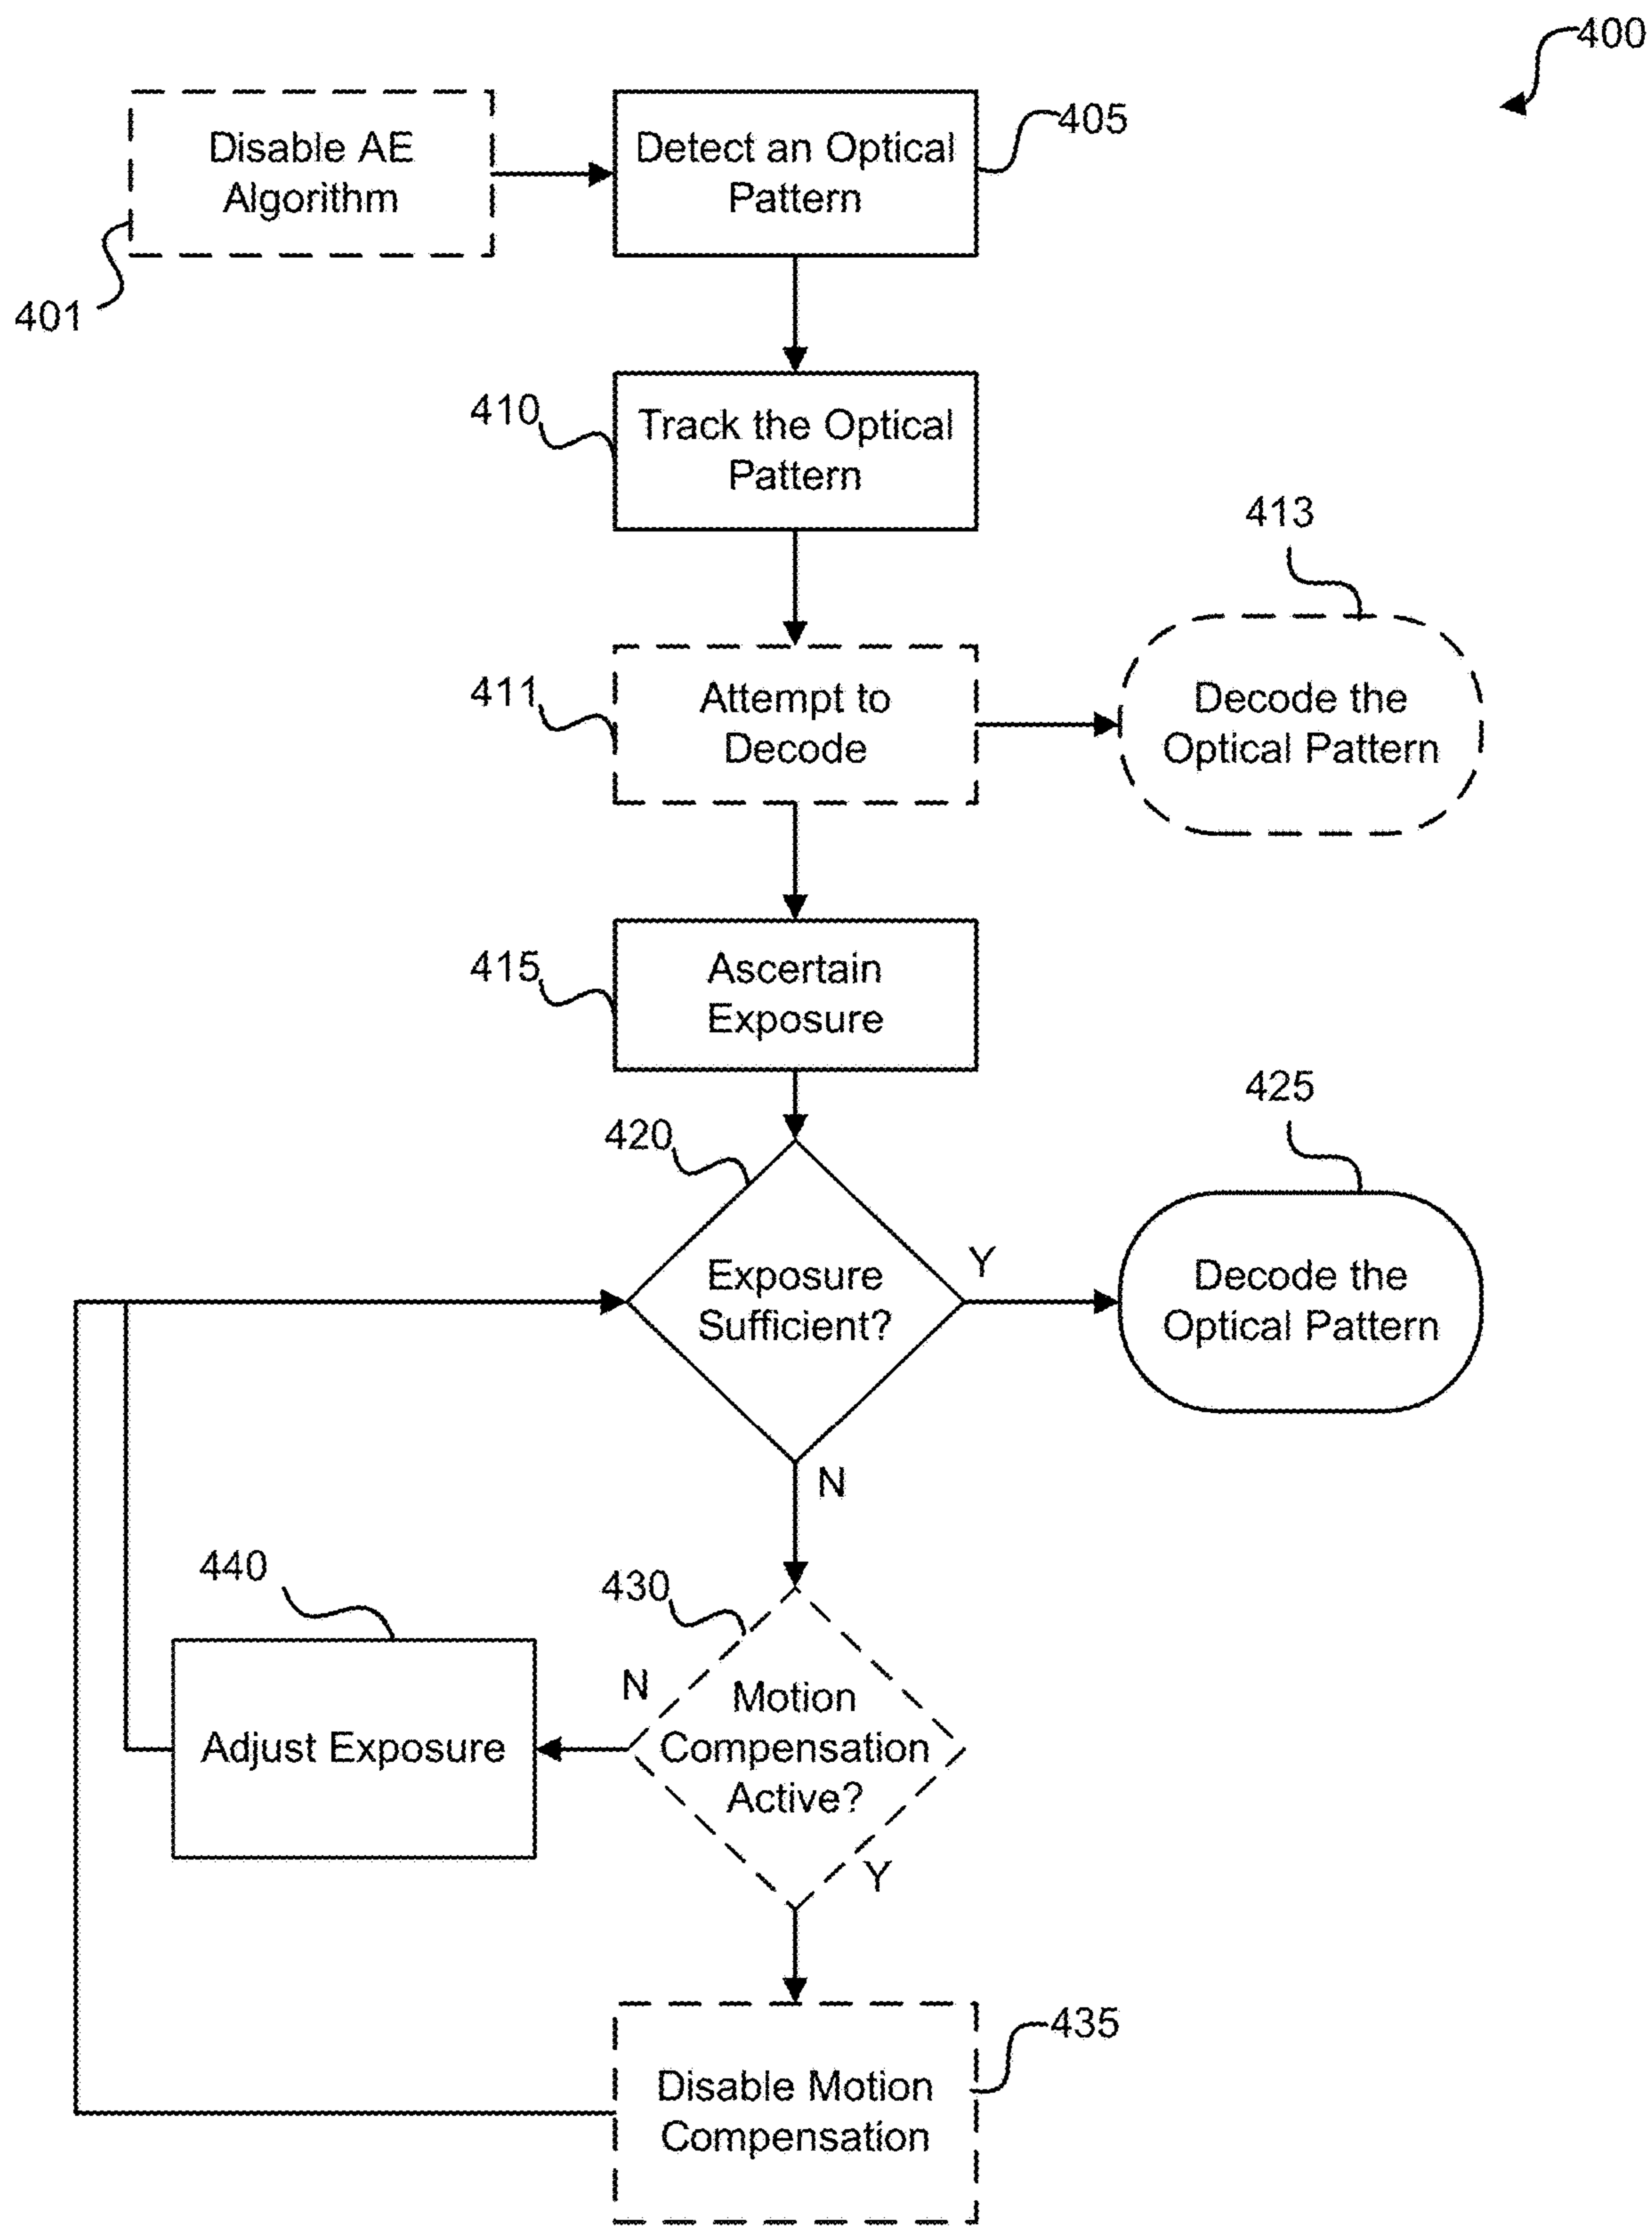 400
Disable AE
Algorithm
401
Detect an Optical
Pattern
405
410
Track the Optical
Pattern
411
Attempt to
Decode
413
Decode the
Optical Pattern
415
Ascertain
Exposure
420
Exposure
Sufficient?
Y
425
Decode the
Optical Pattern
N
440
Adjust Exposure
430
N
Motion
Compensation
Active?
Y
435
Disable Motion
Compensation